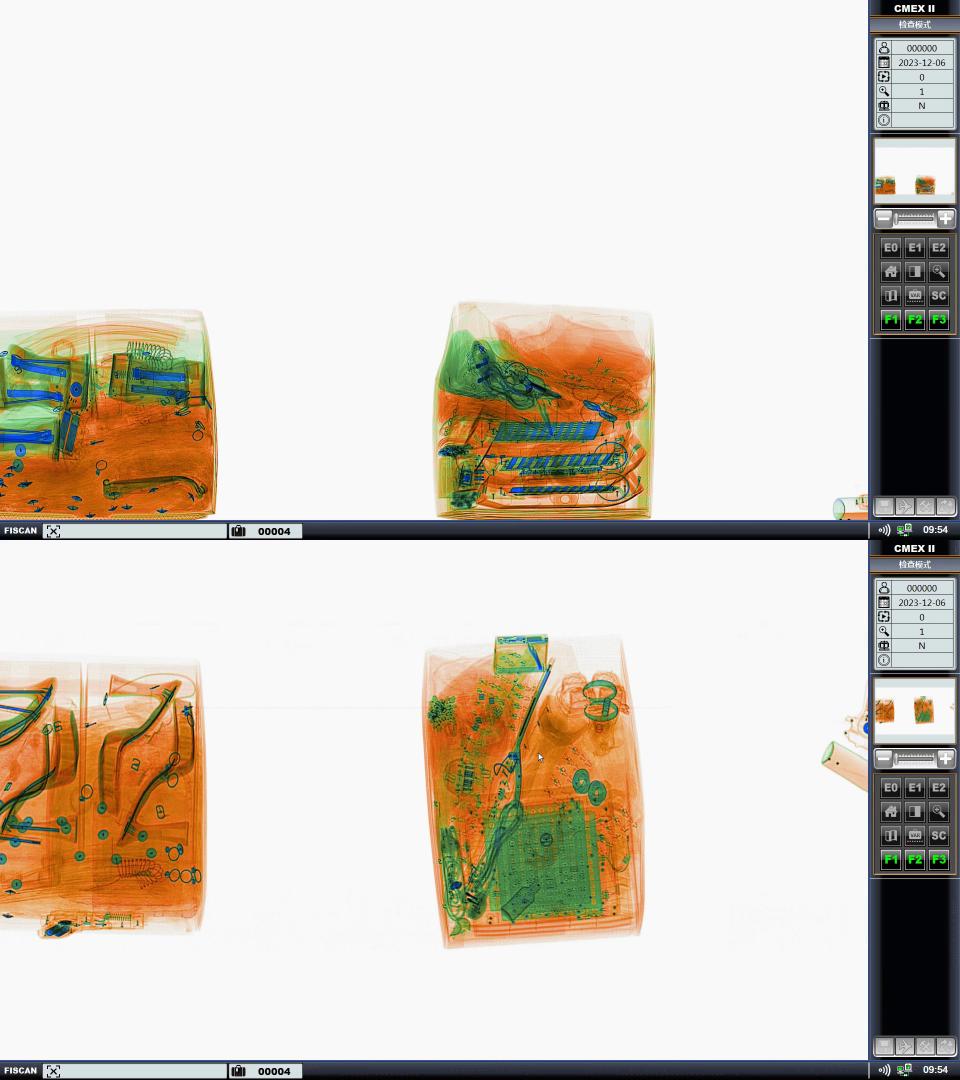 CMEX II
检查模式
000000
2023-12-06
0
1
N
E0 E1 E2
SC
F1 F2 F3
FISCAN
00004
09:54
CMEX II
检查模式
000000
2023-12-06
0
1
N
E0 E1 E2
SC
F1 F2 F3
FISCAN
00004
09:54